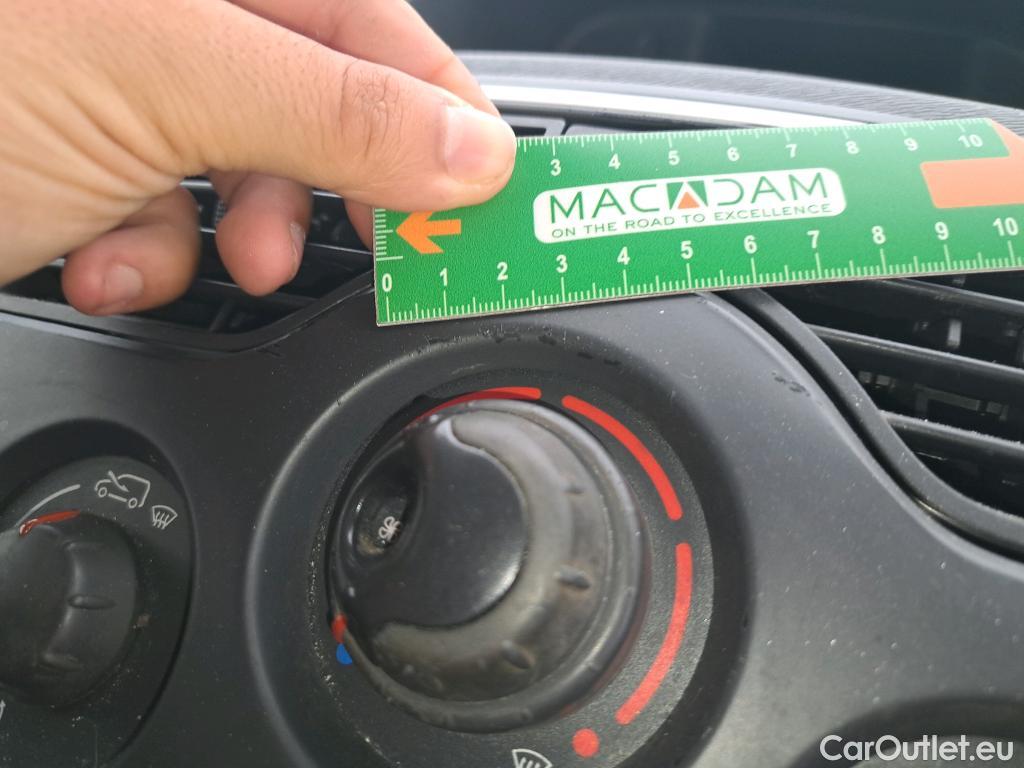 3 4 5 6 7 8 9 10
MACADAM
ON THE ROAD TO EXCELLENCE
0 1 2 3 4 5 6 7 8 9 10
CarOutlet.eu